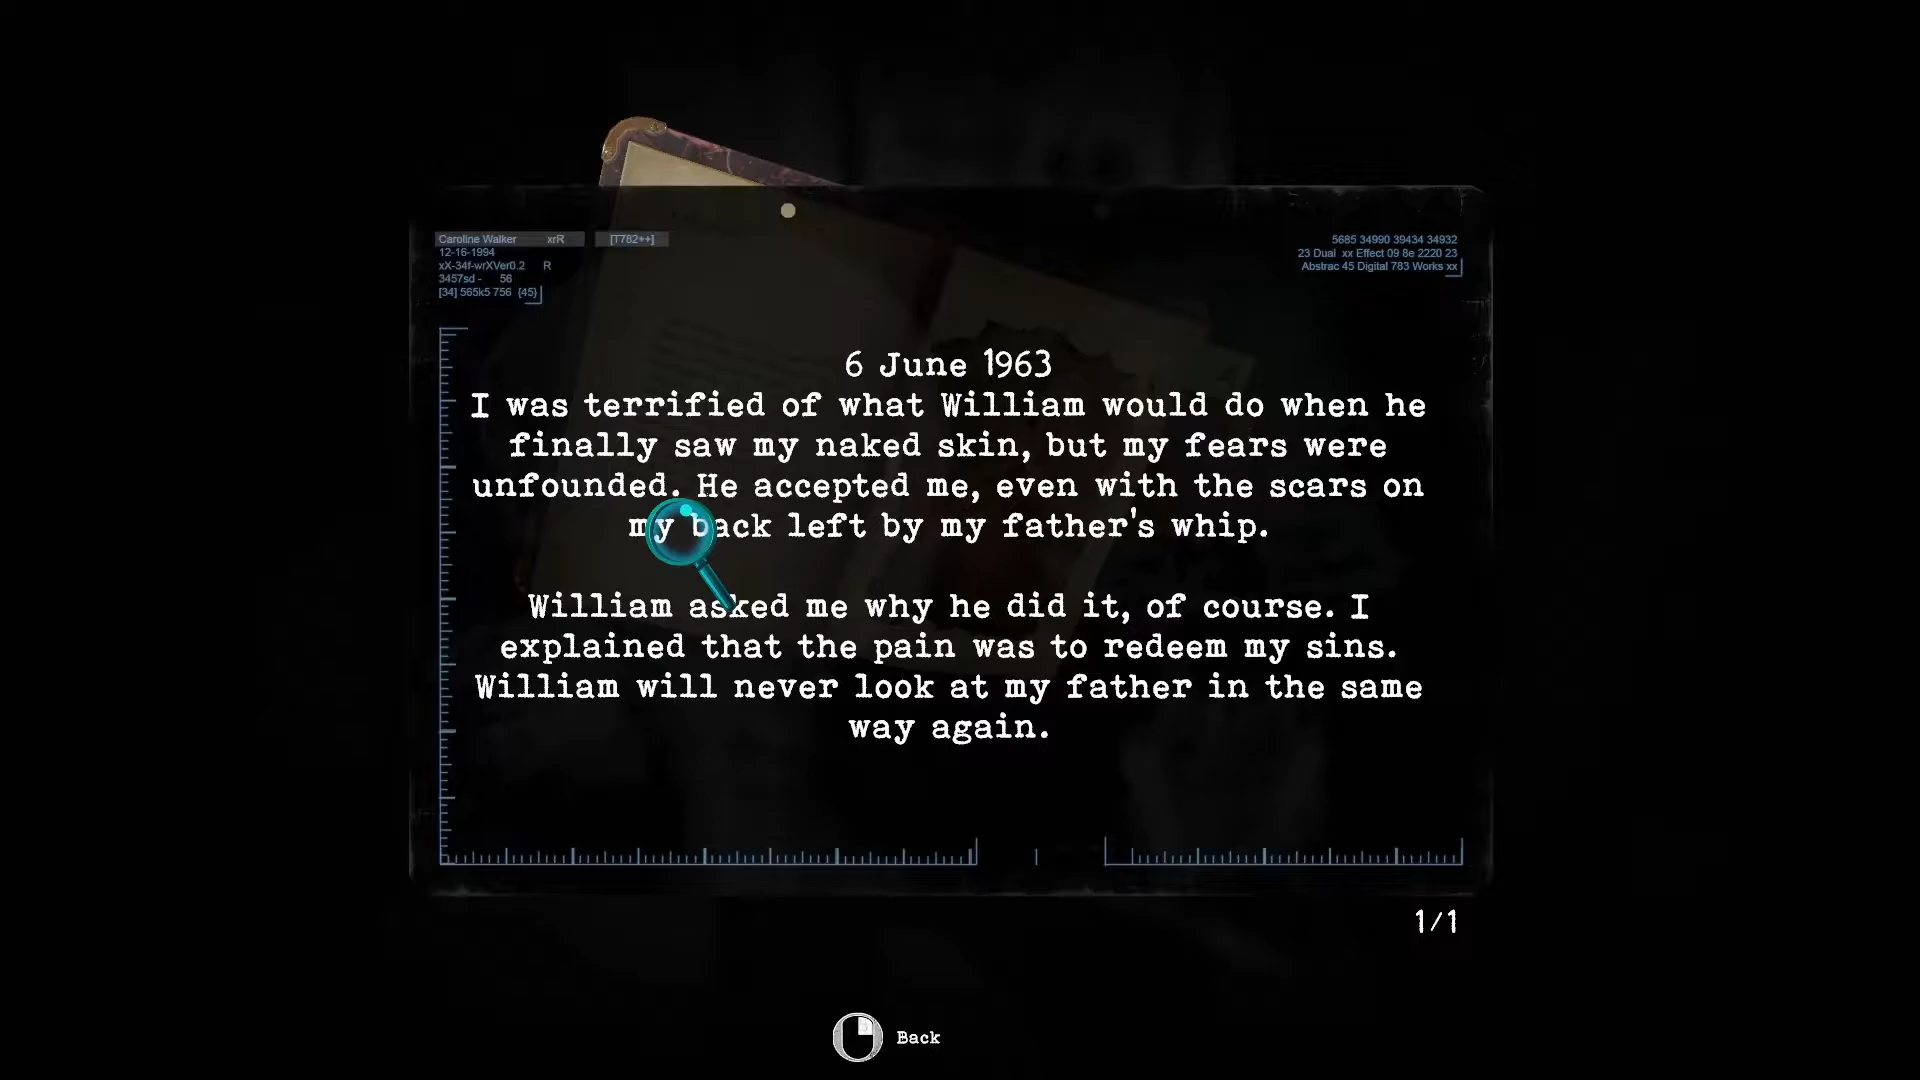 Caroline Walker xrR [T782++]
12-16-1994
xX-34f-wrXVer0.2 R
3457sd - 56
[34] 565k5 756 {45}
5685 34990 39434 34932
23 Dual xx Effect 09 8e 2220 23
Abstrac 45 Digital 783 Works xx
6 June 1963
I was terrified of what William would do when he
finally saw my naked skin, but my fears were
unfounded. He accepted me, even with the scars on
my back left by my father's whip.
William asked me why he did it, of course. I
explained that the pain was to redeem my sins.
William will never look at my father in the same
way again.
1/1
Back